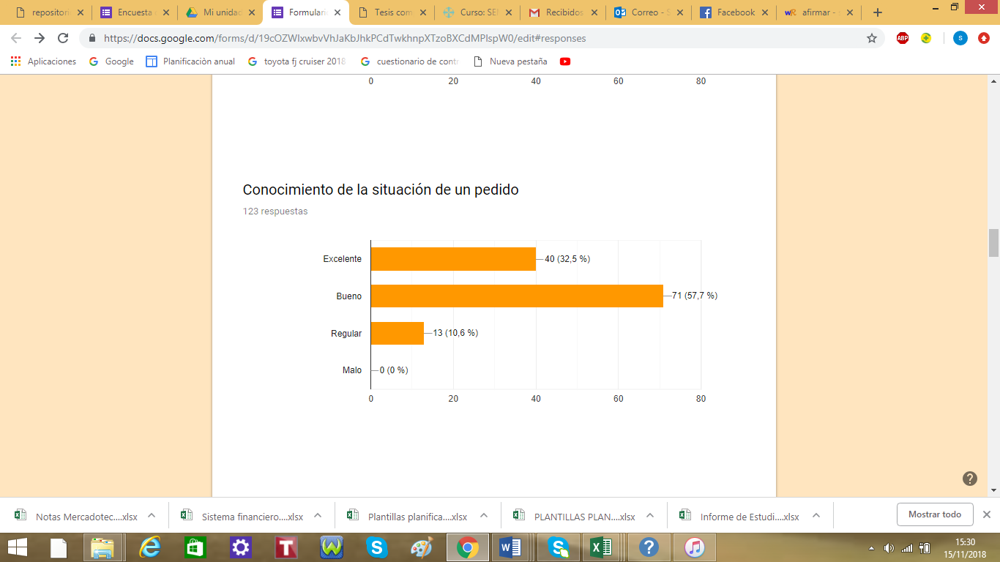 repositori
Encuesta
Mi unidad
Formulari
Tesis com
Curso: SE
Recibidos
Correo - S
Facebook
afirmar -
https://docs.google.com/forms/d/19cOZWIxwbvVhJaKbJhkPCdTwkhnpXTzoBXCdMPlspW0/edit#responses
ABP
S
Aplicaciones
Google
Planificaciòn anual
toyota fj cruiser 2018
cuestionario de cont
Nueva pestaña
0 20 40 60 80
Conocimiento de la situación de un pedido
123 respuestas
Excelente 40 (32,5 %)
Bueno 71 (57,7 %)
Regular 13 (10,6 %)
Malo 0 (0 %)
0 20 40 60 80
Notas Mercadotec....xlsx
Sistema financiero....xlsx
Plantillas planifica....xlsx
PLANTILLAS PLAN....xlsx
Informe de Estudi....xlsx
Mostrar todo
15:30
15/11/2018